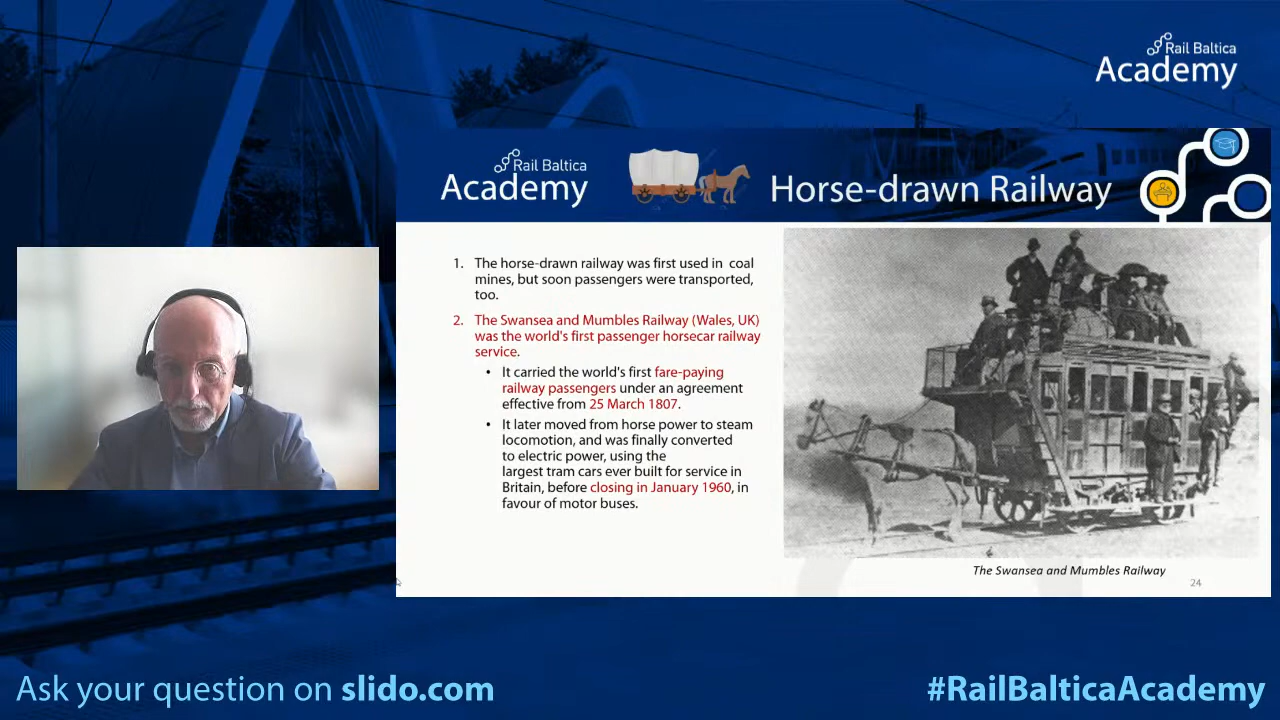 Rail Baltica
Academy
Rail Baltica
Academy
Horse-drawn Railway
1. The horse-drawn railway was first used in coal
mines, but soon passengers were transported,
too.
2. The Swansea and Mumbles Railway (Wales, UK)
was the world's first passenger horsecar railway
service.
• It carried the world's first fare-paying
railway passengers under an agreement
effective from 25 March 1807.
• It later moved from horse power to steam
locomotion, and was finally converted
to electric power, using the
largest tram cars ever built for service in
Britain, before closing in January 1960, in
favour of motor buses.
The Swansea and Mumbles Railway
24
Ask your question on slido.com
#RailBalticaAcademy